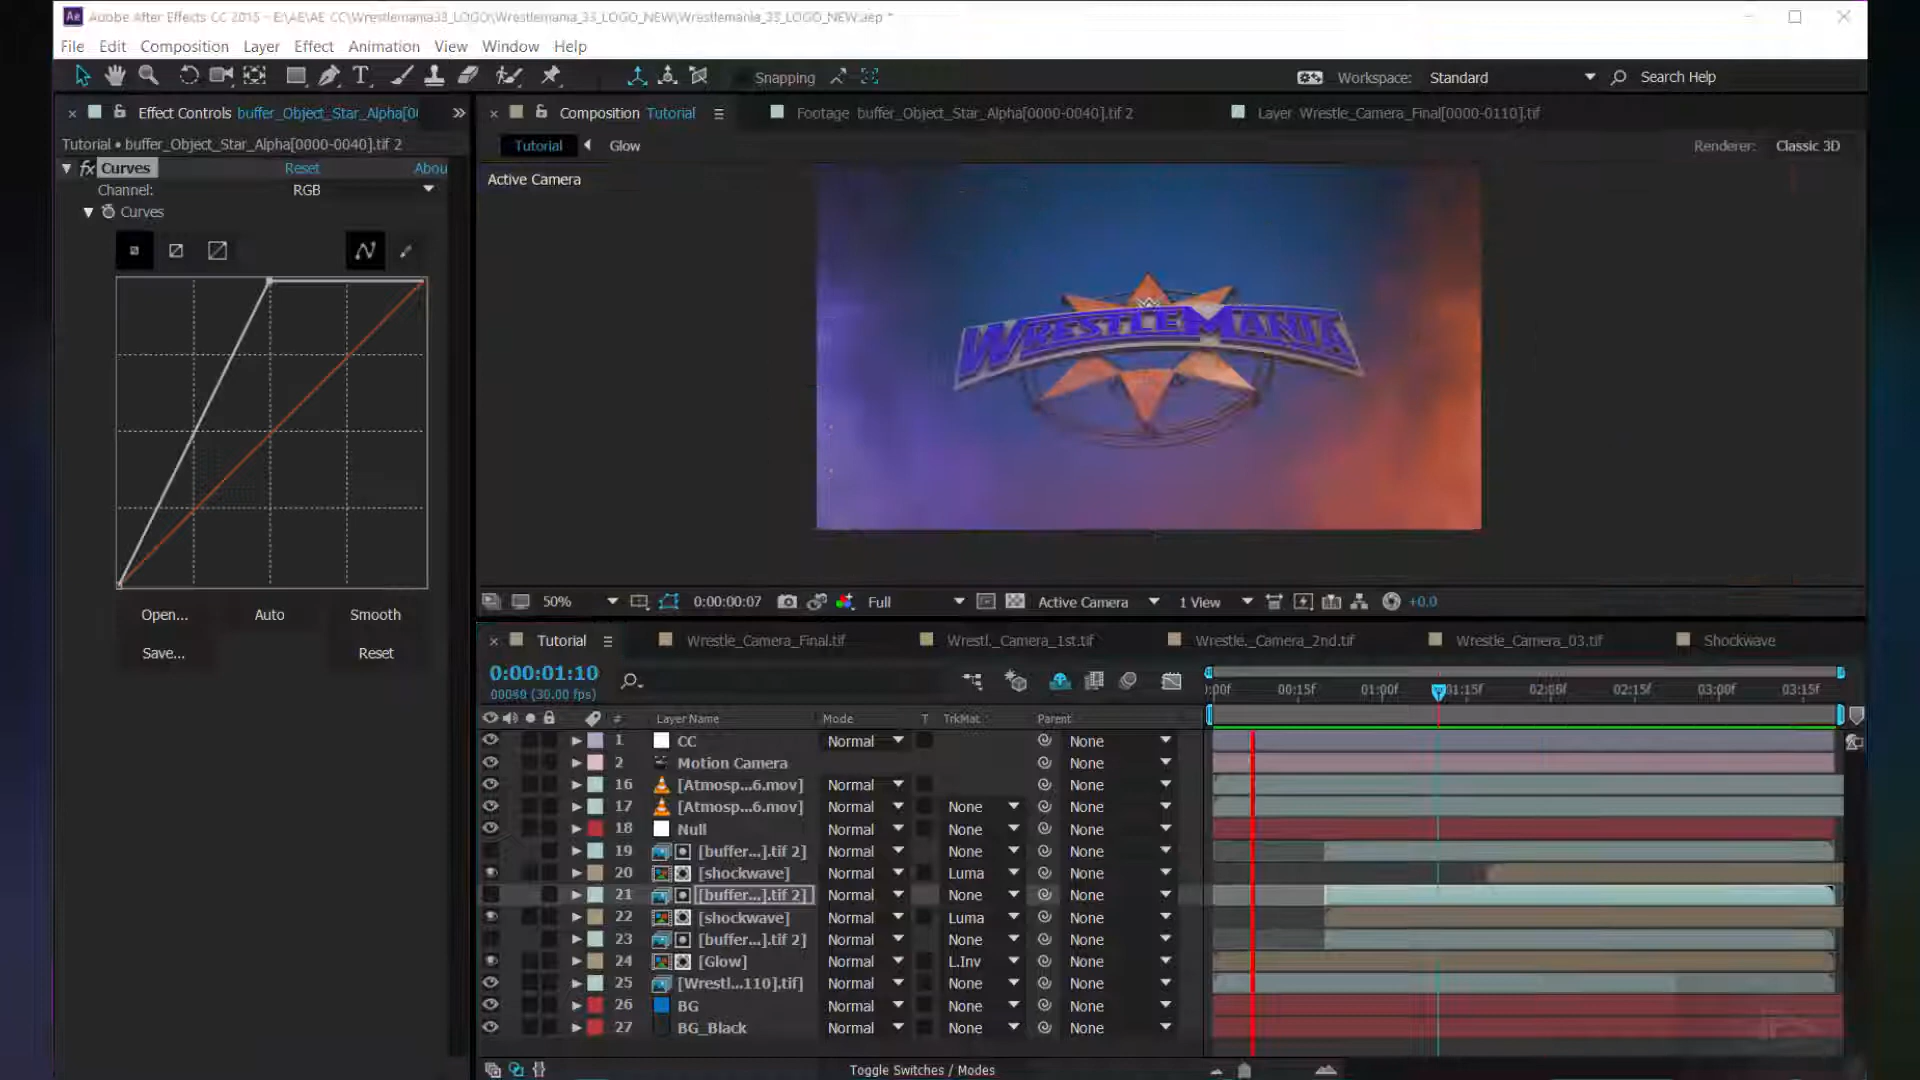 Adobe After Effects CC 2015 - E:\AE\AE CC\Wrestlemania33_LOGO\Wrestlemania_33_LOGO_NEW\Wrestlemania_33_LOGO_NEW.aep *
File Edit Composition Layer Effect Animation View Window Help
Snapping Workspace: Standard Search Help
Effect Controls buffer_Object_Star_Alpha[0(
Composition Tutorial Footage buffer_Object_Star_Alpha[0000-0040].tif 2 Layer Wrestle_Camera_Final[0000-0110].tif
Tutorial • buffer_Object_Star_Alpha[0000-0040].tif 2
Tutorial Glow Renderer: Classic 3D
fx Curves Reset Abou
Channel: RGB
Curves
Active Camera
WRESTLEMANIA
Open... Auto Smooth
Save... Reset
50% 0:00:00:07 Full Active Camera 1 View +0.0
Tutorial Wrestle_Camera_Final.tif Wrestl._Camera_1st.tif Wrestle._Camera_2nd.tif Wrestle_Camera_03.tif Shockwave
0:00:01:10
(30.00 fps)
:00f 00:15f 01:00f 01:15f 02:00f 02:15f 03:00f 03:15f
# Layer Name Mode T TrkMat Parent
1 CC Normal None
2 Motion Camera None
16 [Atmosp...6.mov] Normal None
17 [Atmosp...6.mov] Normal None None
18 Null Normal None None
19 [buffer...].tif 2] Normal None None
20 [shockwave] Normal Luma None
21 [buffer...].tif 2] Normal None None
22 [shockwave] Normal Luma None
23 [buffer...].tif 2] Normal None None
24 [Glow] Normal L.Inv None
25 [Wrestl...110].tif] Normal None None
26 BG Normal None None
27 BG_Black Normal None None
Toggle Switches / Modes